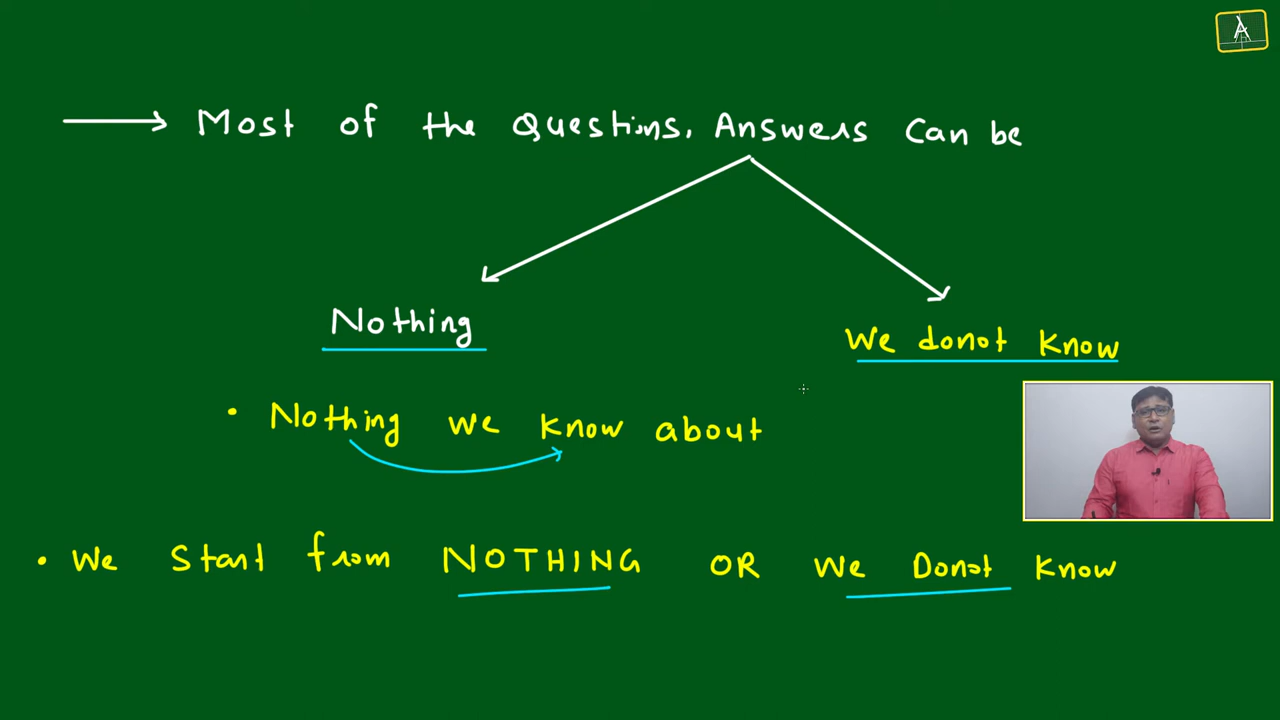 A
Most of the Questions, Answers Can be
Nothing
We donot Know
• Nothing we know about
• We Start from NOTHING OR We Donot Know